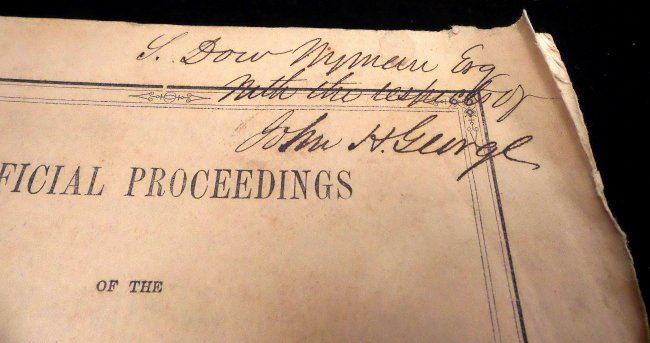 S. Dow Wyman Esq
With the respects of
John H. George
FICIAL PROCEEDINGS
OF THE